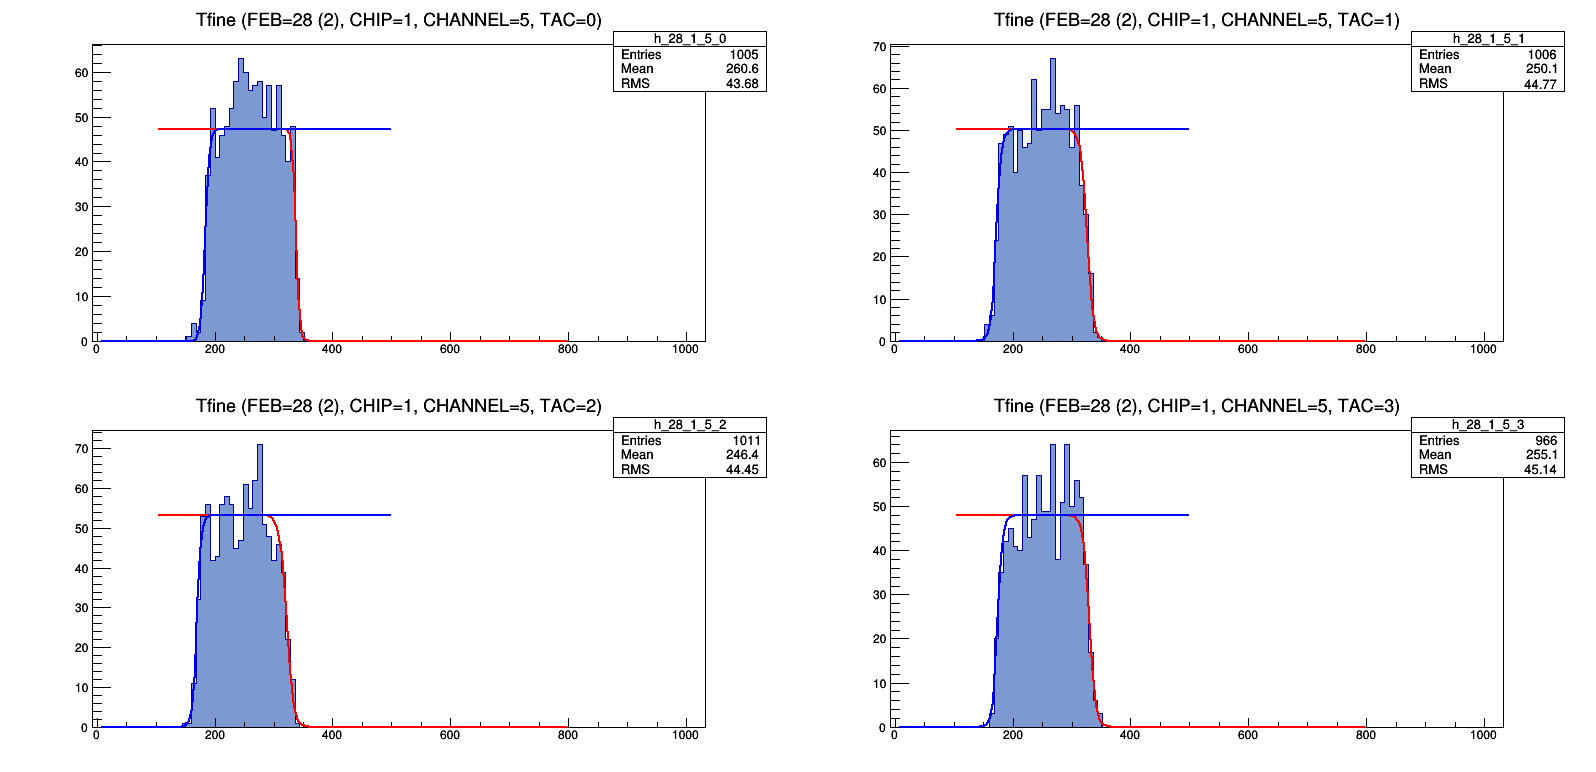 Tfine (FEB=28 (2), CHIP=1, CHANNEL=5, TAC=0)
h_28_1_5_0
Entries 1005
Mean 260.6
RMS 43.68
60
50
40
30
20
10
0
0 200 400 600 800 1000
Tfine (FEB=28 (2), CHIP=1, CHANNEL=5, TAC=1)
h_28_1_5_1
Entries 1006
Mean 250.1
RMS 44.77
70
60
50
40
30
20
10
0
0 200 400 600 800 1000
Tfine (FEB=28 (2), CHIP=1, CHANNEL=5, TAC=2)
h_28_1_5_2
Entries 1011
Mean 246.4
RMS 44.45
70
60
50
40
30
20
10
0
0 200 400 600 800 1000
Tfine (FEB=28 (2), CHIP=1, CHANNEL=5, TAC=3)
h_28_1_5_3
Entries 966
Mean 255.1
RMS 45.14
60
50
40
30
20
10
0
0 200 400 600 800 1000